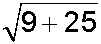 √(9 + 25)